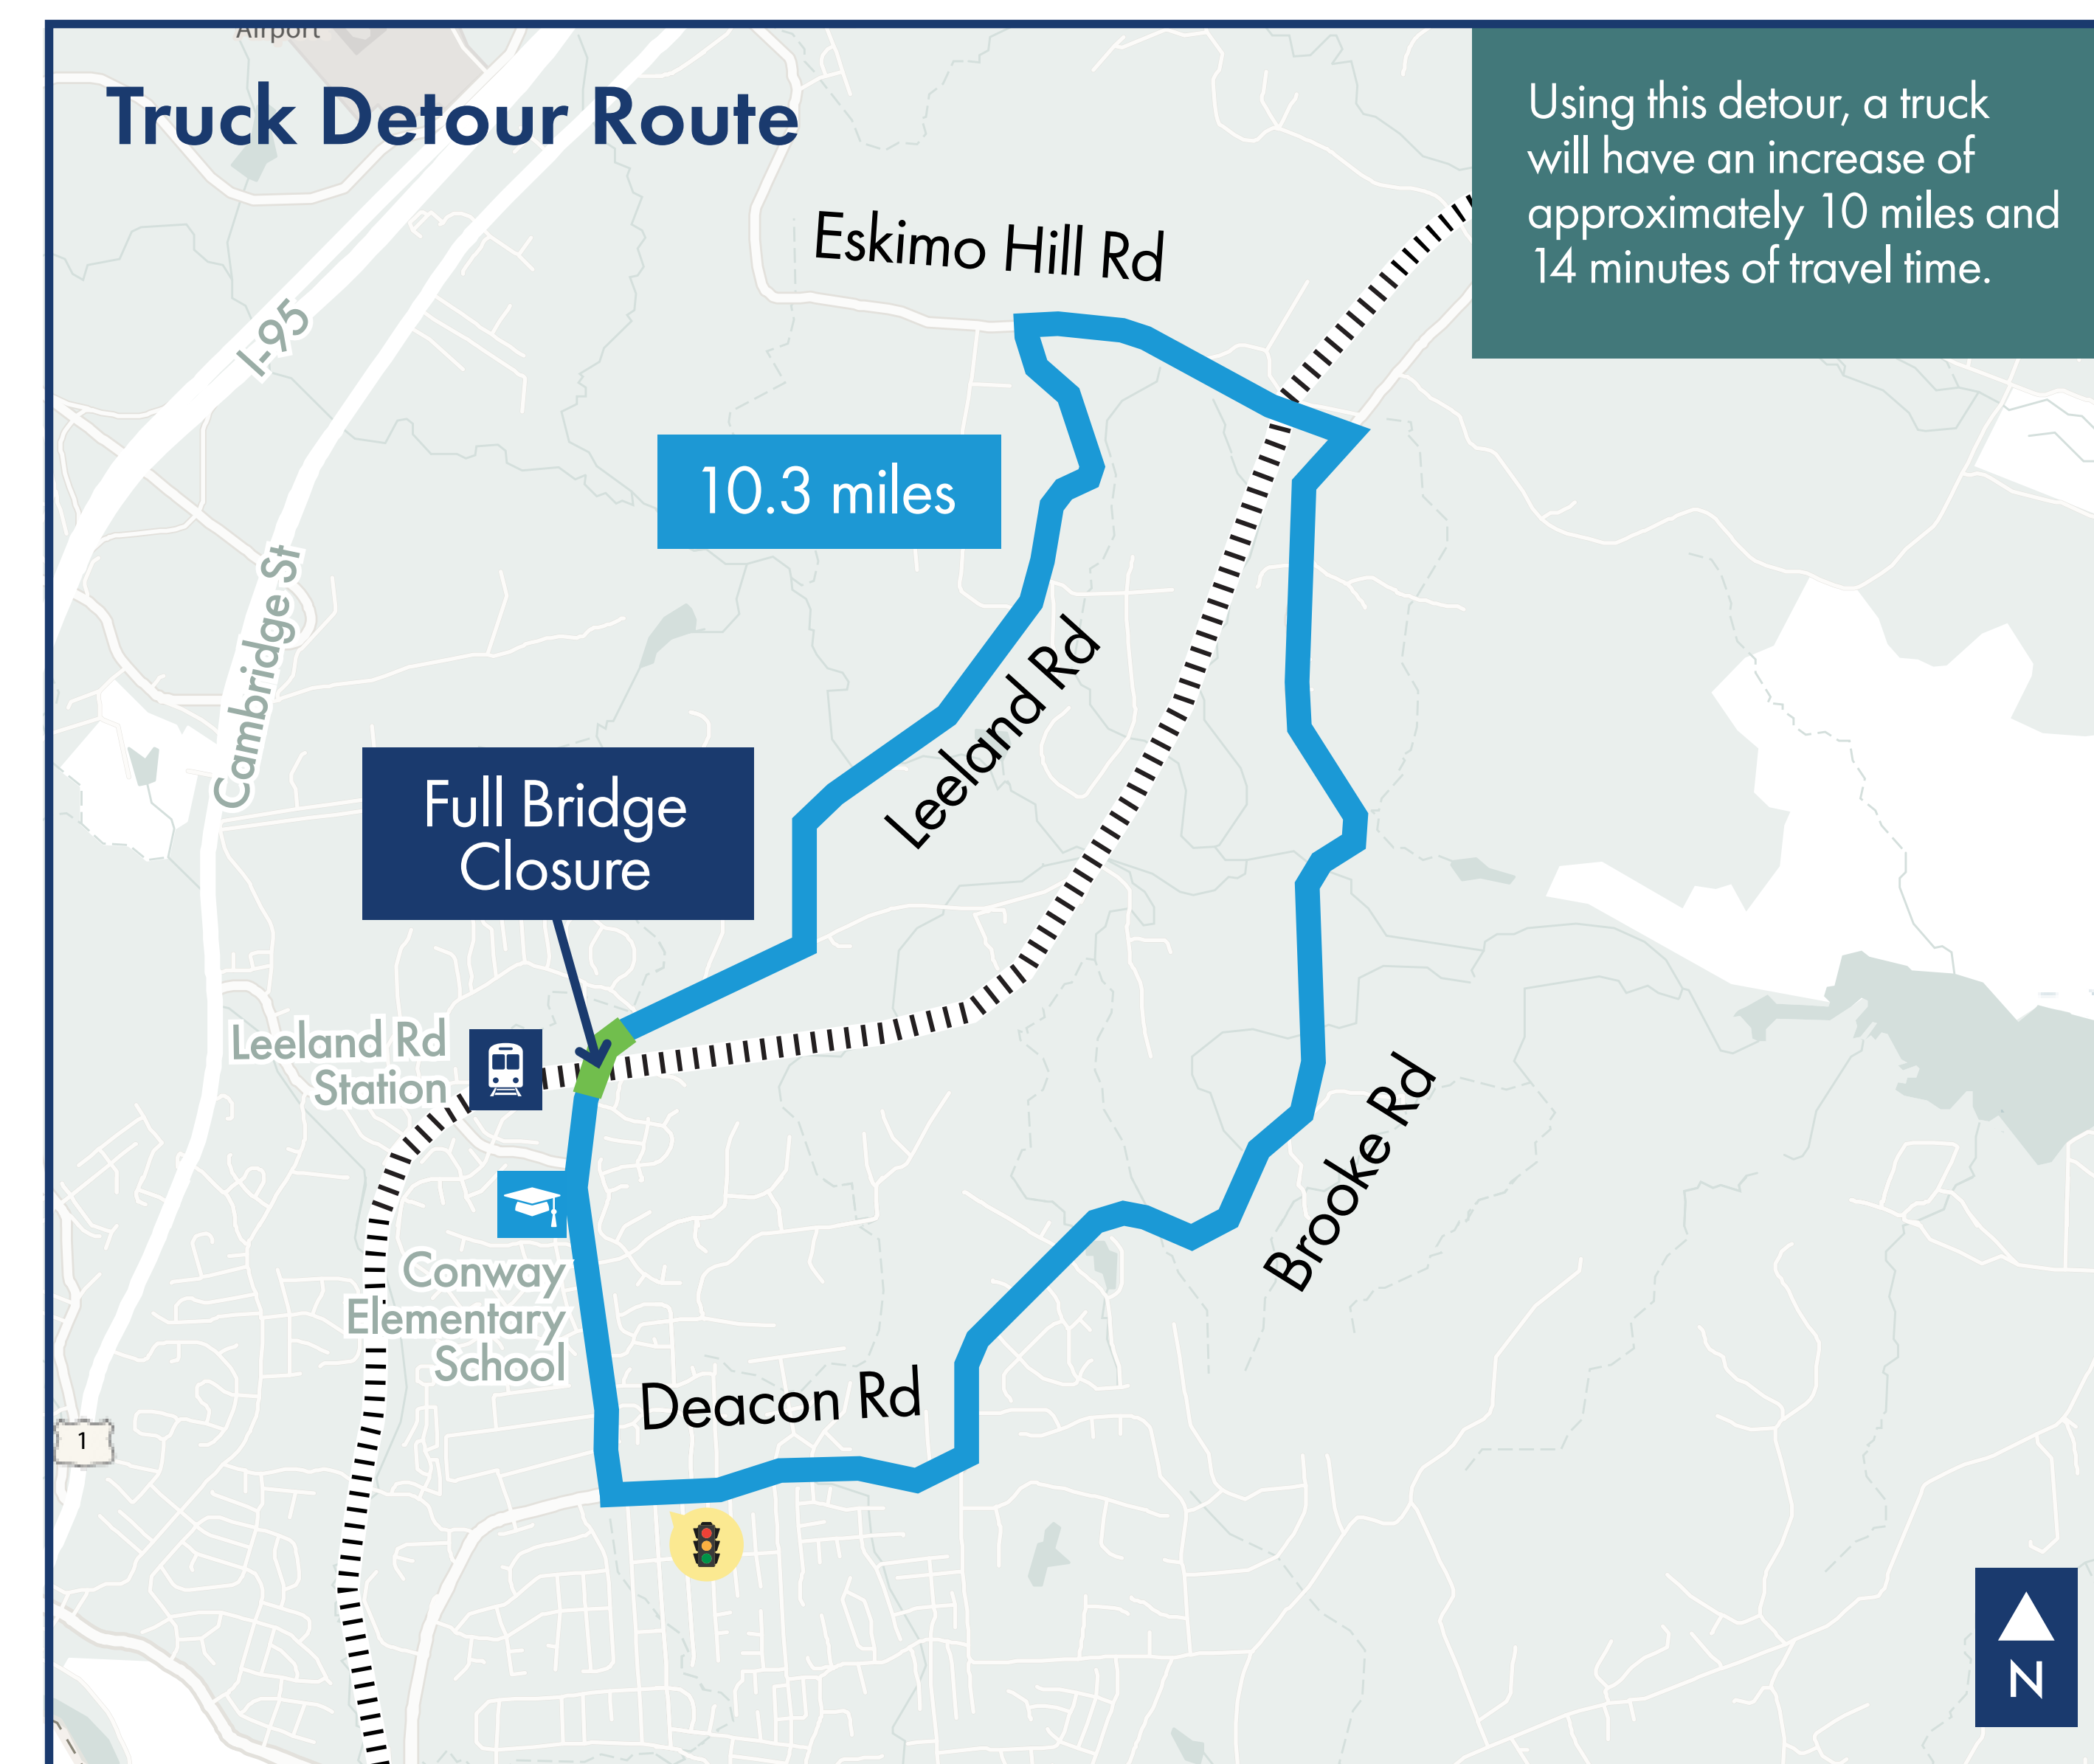 Airport
Truck Detour Route
Using this detour, a truck
will have an increase of
approximately 10 miles and
14 minutes of travel time.
Eskimo Hill Rd
I-95
10.3 miles
Cambridge St
Leeland Rd
Full Bridge
Closure
Leeland Rd
Station
Brooke Rd
Conway
Elementary
School
Deacon Rd
1
N